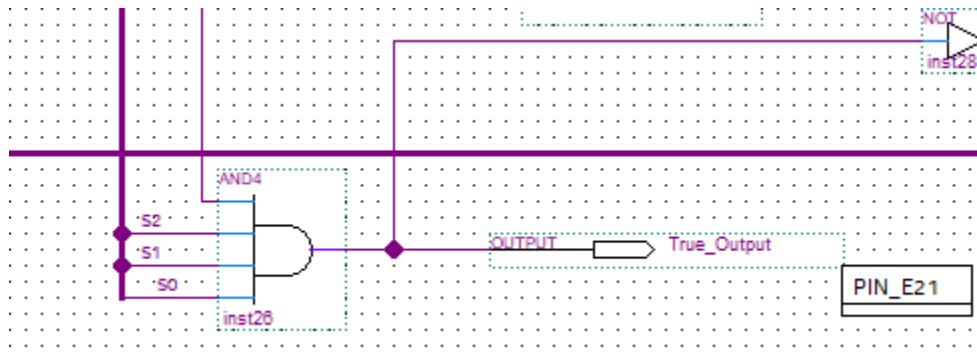 NOT
inst28
AND4
S2
S1
S0
inst26
OUTPUT
True_Output
PIN_E21